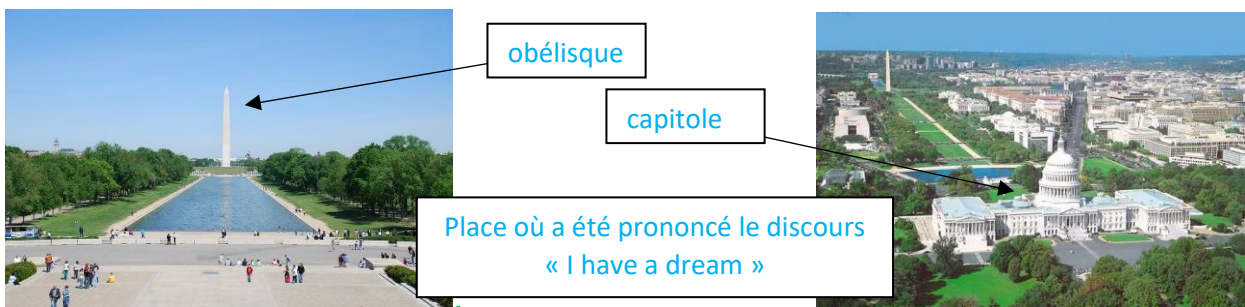 obélisque
capitole
Place où a été prononcé le discours
« I have a dream »